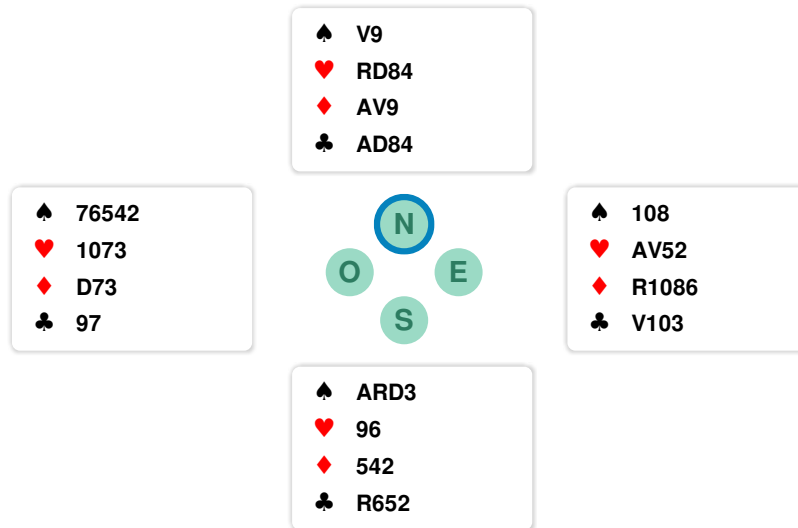 ♠ V9
♥ RD84
♦ AV9
♣ AD84
♠ 76542
♥ 1073
♦ D73
♣ 97
N
O E
S
♠ 108
♥ AV52
♦ R1086
♣ V103
♠ ARD3
♥ 96
♦ 542
♣ R652